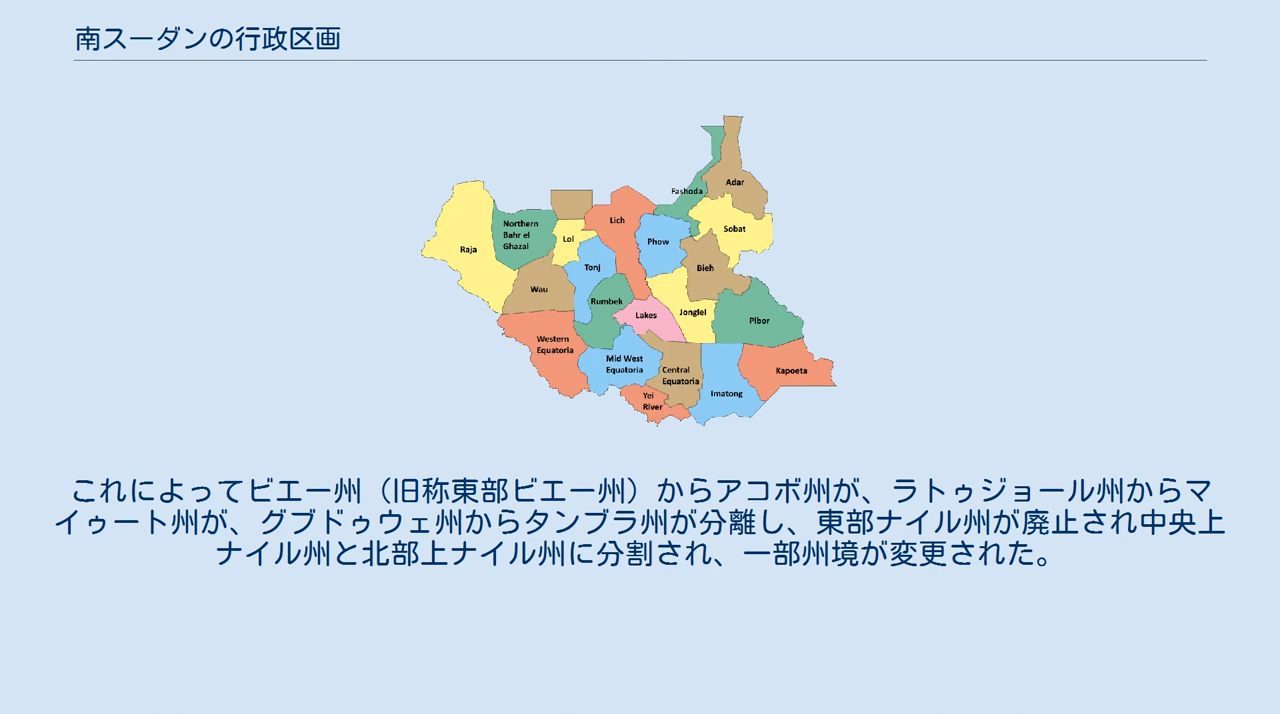 南スーダンの行政区画
Adar
Fashoda
Lich
Northern
Bahr el
Ghazal
Sobat
Lol
Phow
Raja
Tonj
Bieh
Wau
Rumbek
Lakes
Jonglei
Pibor
Western
Equatoria
Mid West
Equatoria
Central
Equatoria
Kapoeta
Imatong
Yei
River
これによってビエー州（旧称東部ビエー州）からアコボ州が、ラトゥジョール州からマ
イゥート州が、グブドゥウェ州からタンブラ州が分離し、東部ナイル州が廃止され中央上
ナイル州と北部上ナイル州に分割され、一部州境が変更された。